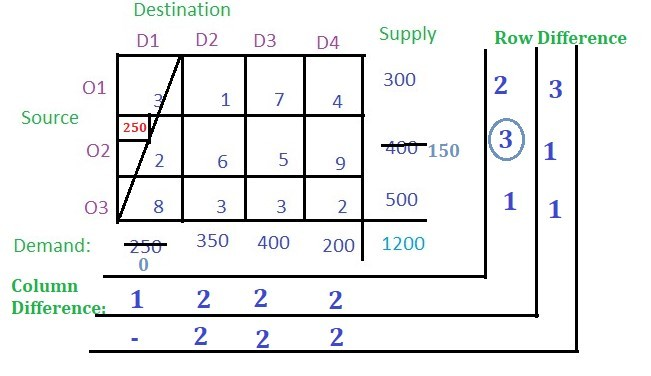 Destination
D1 D2 D3 D4 Supply
Row Difference
O1 3 1 7 4 300 2 3
Source
250
O2 2 6 5 9 400 150 3 1
O3 8 3 3 2 500 1 1
Demand: 250 350 400 200 1200
0
Column
Difference: 1 2 2 2
- 2 2 2